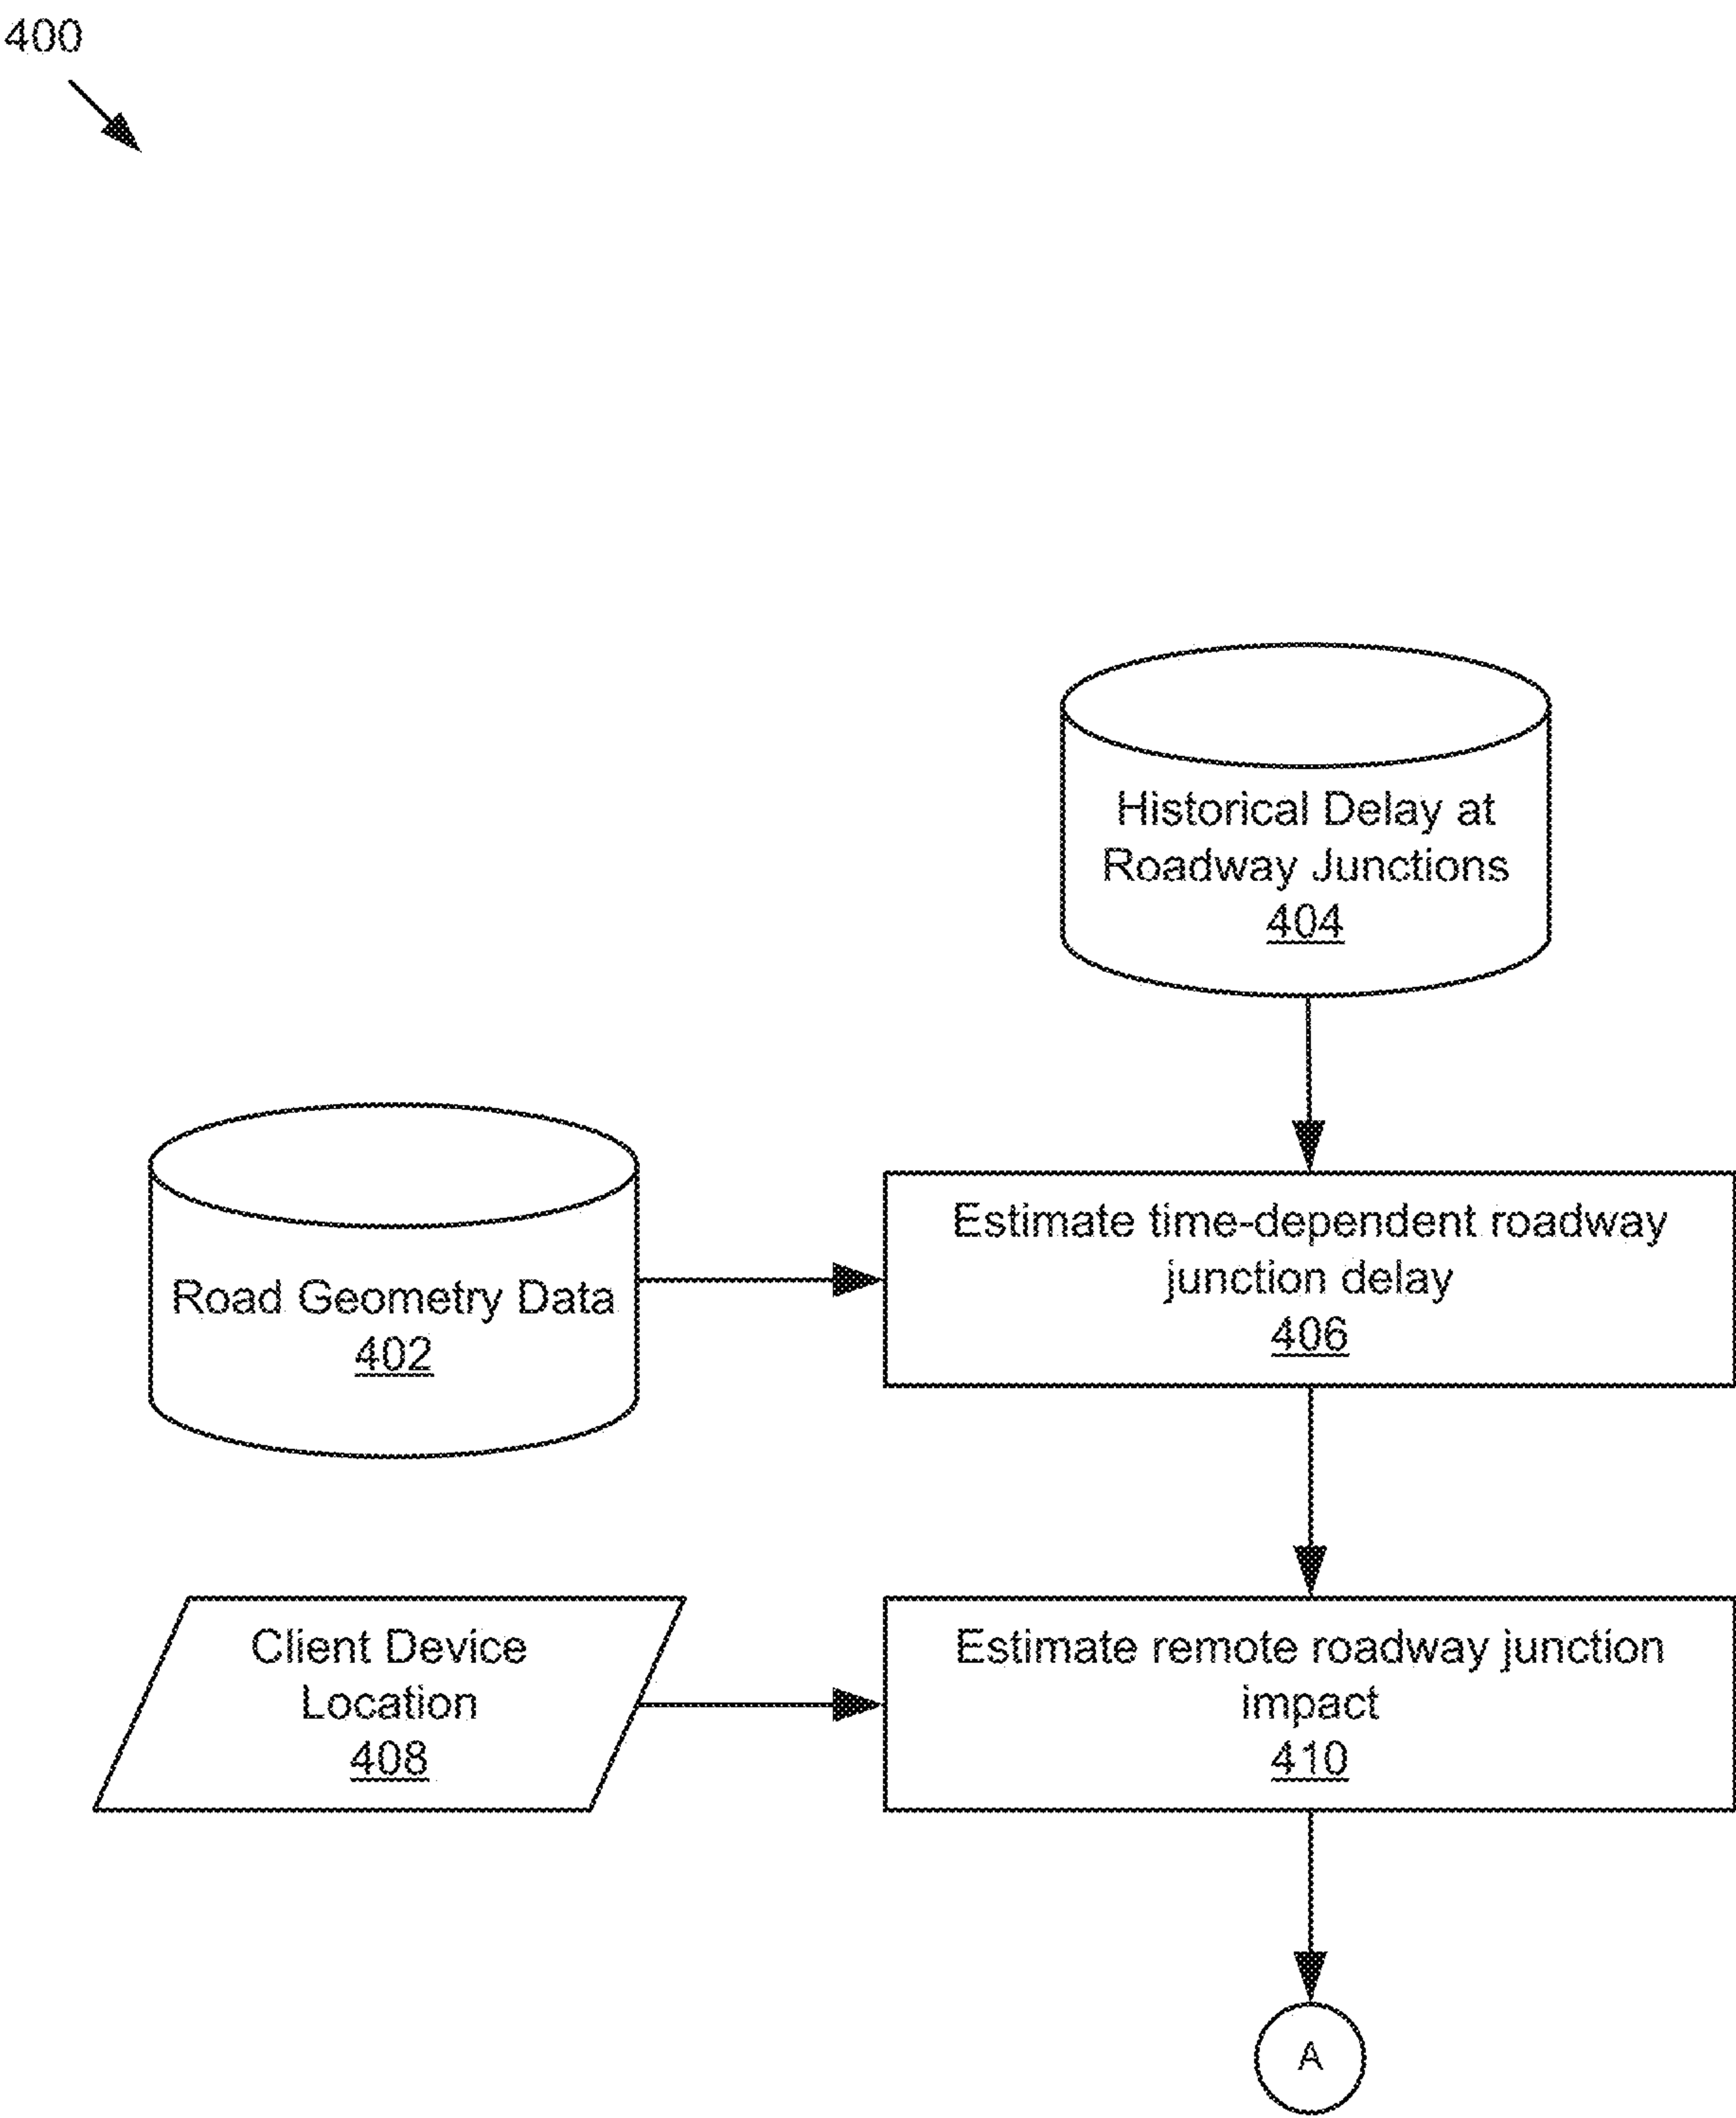 400
Historical Delay at
Roadway Junctions
404
Road Geometry Data
402
Estimate time-dependent roadway
junction delay
406
Client Device
Location
408
Estimate remote roadway junction
impact
410
A